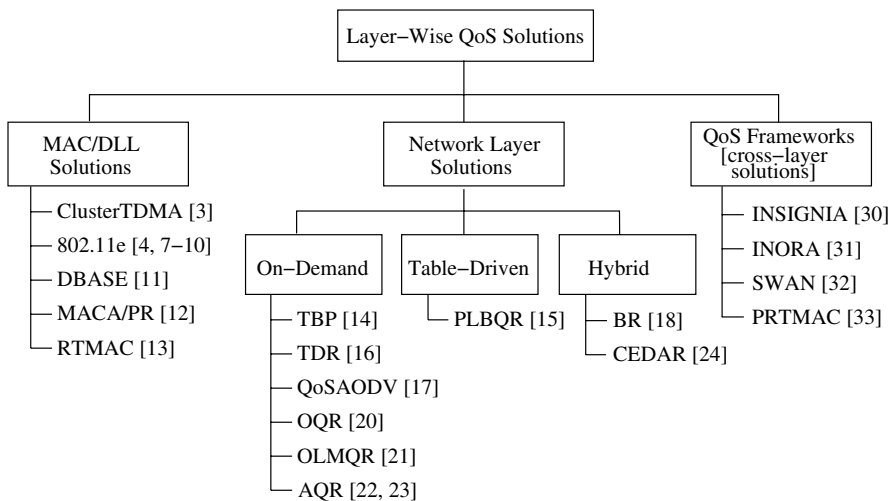 Layer−Wise QoS Solutions
MAC/DLL
Solutions
Network Layer
Solutions
QoS Frameworks
[cross−layer
solutions]
ClusterTDMA [3]
802.11e [4, 7−10]
DBASE [11]
MACA/PR [12]
RTMAC [13]
On−Demand
Table−Driven
Hybrid
TBP [14]
TDR [16]
QoSAODV [17]
OQR [20]
OLMQR [21]
AQR [22, 23]
PLBQR [15]
BR [18]
CEDAR [24]
INSIGNIA [30]
INORA [31]
SWAN [32]
PRTMAC [33]